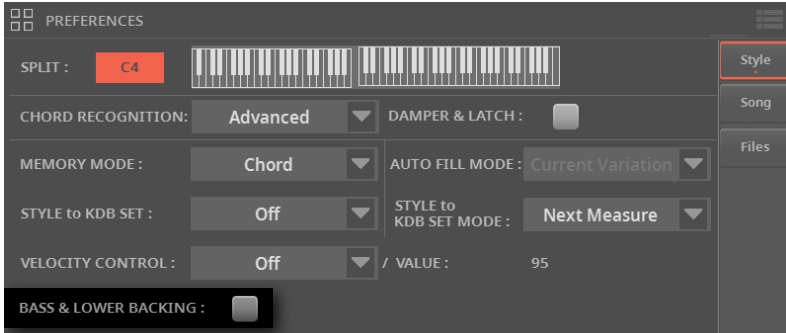 PREFERENCES
SPLIT : C4
Style
Song
Files
CHORD RECOGNITION: Advanced DAMPER & LATCH :
MEMORY MODE : Chord AUTO FILL MODE : Current Variation
STYLE to KDB SET : Off STYLE to
KDB SET MODE : Next Measure
VELOCITY CONTROL : Off / VALUE : 95
BASS & LOWER BACKING :